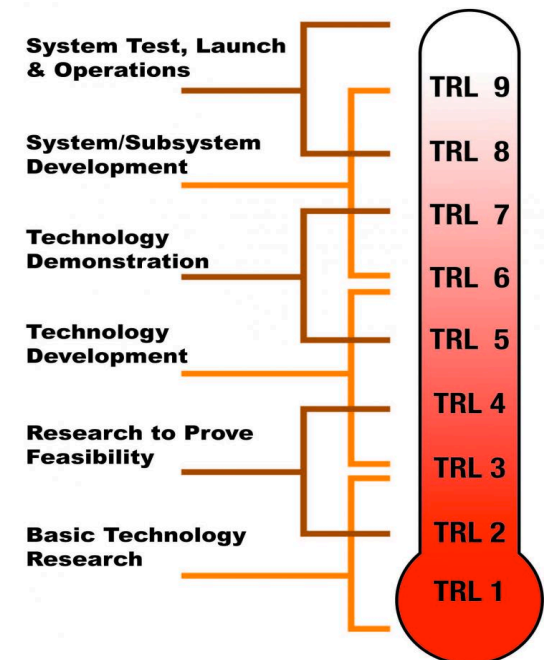 System Test, Launch
& Operations
System/Subsystem
Development
Technology
Demonstration
Technology
Development
Research to Prove
Feasibility
Basic Technology
Research
TRL 9
TRL 8
TRL 7
TRL 6
TRL 5
TRL 4
TRL 3
TRL 2
TRL 1